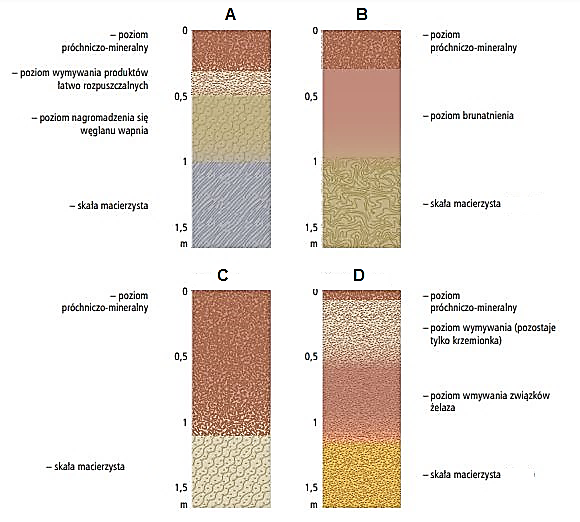 A
B
0
0,5
1
1,5
m
– poziom
próchniczo-mineralny
– poziom wymywania produktów
łatwo rozpuszczalnych
– poziom nagromadzenia się
węglanu wapnia
– skała macierzysta
0
0,5
1
1,5
m
– poziom
próchniczo-mineralny
– poziom brunatnienia
– skała macierzysta
C
D
0
0,5
1
1,5
m
– poziom
próchniczo-mineralny
– skała macierzysta
0
0,5
1
1,5
m
– poziom
próchniczo-mineralny
– poziom wymywania (pozostaje
tylko krzemionka)
– poziom wmywania związków
żelaza
– skała macierzysta